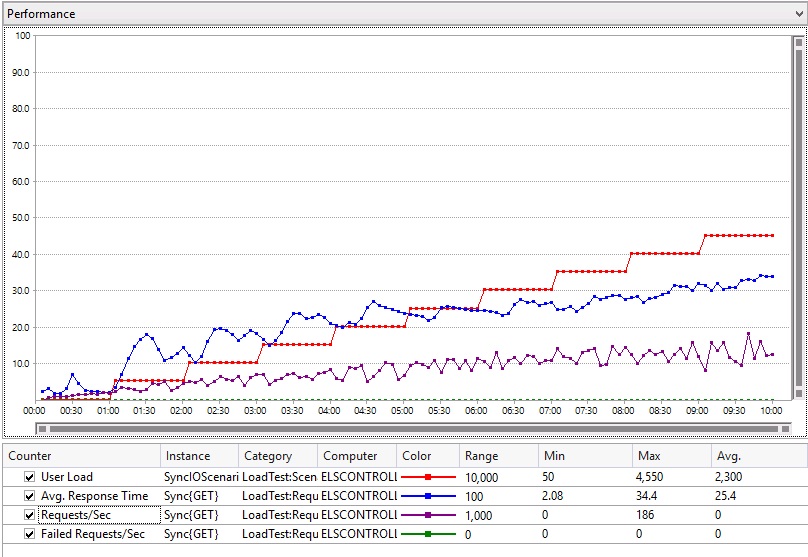 Performance
100
90.0
80.0
70.0
60.0
50.0
40.0
30.0
20.0
10.0
00:00 00:30 01:00 01:30 02:00 02:30 03:00 03:30 04:00 04:30 05:00 05:30 06:00 06:30 07:00 07:30 08:00 08:30 09:00 09:30 10:00
Counter Instance Category Computer Color Range Min Max Avg.
User Load SyncIOScenari LoadTest:Scen ELSCONTROLL 10,000 50 4,550 2,300
Avg. Response Time Sync{GET} LoadTest:Requ ELSCONTROLL 100 2.08 34.4 25.4
Requests/Sec Sync{GET} LoadTest:Requ ELSCONTROLL 1,000 0 186 0
Failed Requests/Sec Sync{GET} LoadTest:Requ ELSCONTROLL 0 0 0 0